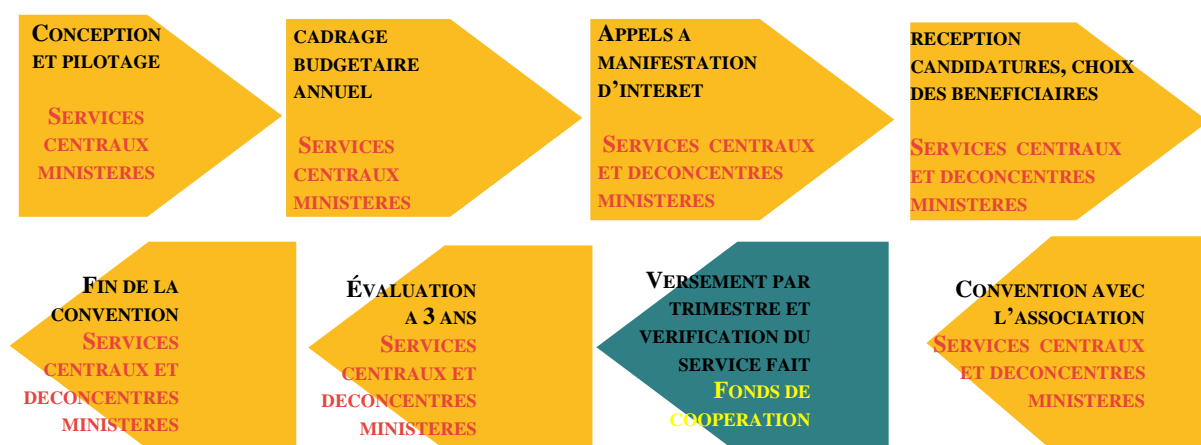 CONCEPTION
ET PILOTAGE
SERVICES
CENTRAUX
MINISTERES
CADRAGE
BUDGETAIRE
ANNUEL
SERVICES
CENTRAUX
MINISTERES
APPELS A
MANIFESTATION
D'INTERET
SERVICES CENTRAUX
ET DECONCENTRES
MINISTERES
RECEPTION
CANDIDATURES, CHOIX
DES BENEFICIAIRES
SERVICES CENTRAUX
ET DECONCENTRES
MINISTERES
CONVENTION AVEC
L'ASSOCIATION
SERVICES CENTRAUX
ET DECONCENTRES
MINISTERES
VERSEMENT PAR
TRIMESTRE ET
VERIFICATION DU
SERVICE FAIT
FONDS DE
COOPERATION
ÉVALUATION
A 3 ANS
SERVICES
CENTRAUX ET
DECONCENTRES
MINISTERES
FIN DE LA
CONVENTION
SERVICES
CENTRAUX ET
DECONCENTRES
MINISTERES